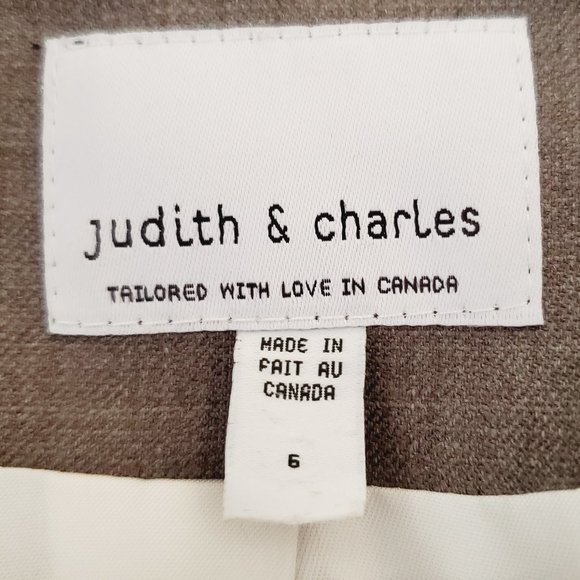 judith & charles
TAILORED WITH LOVE IN CANADA
MADE IN
FAIT AU
CANADA
6